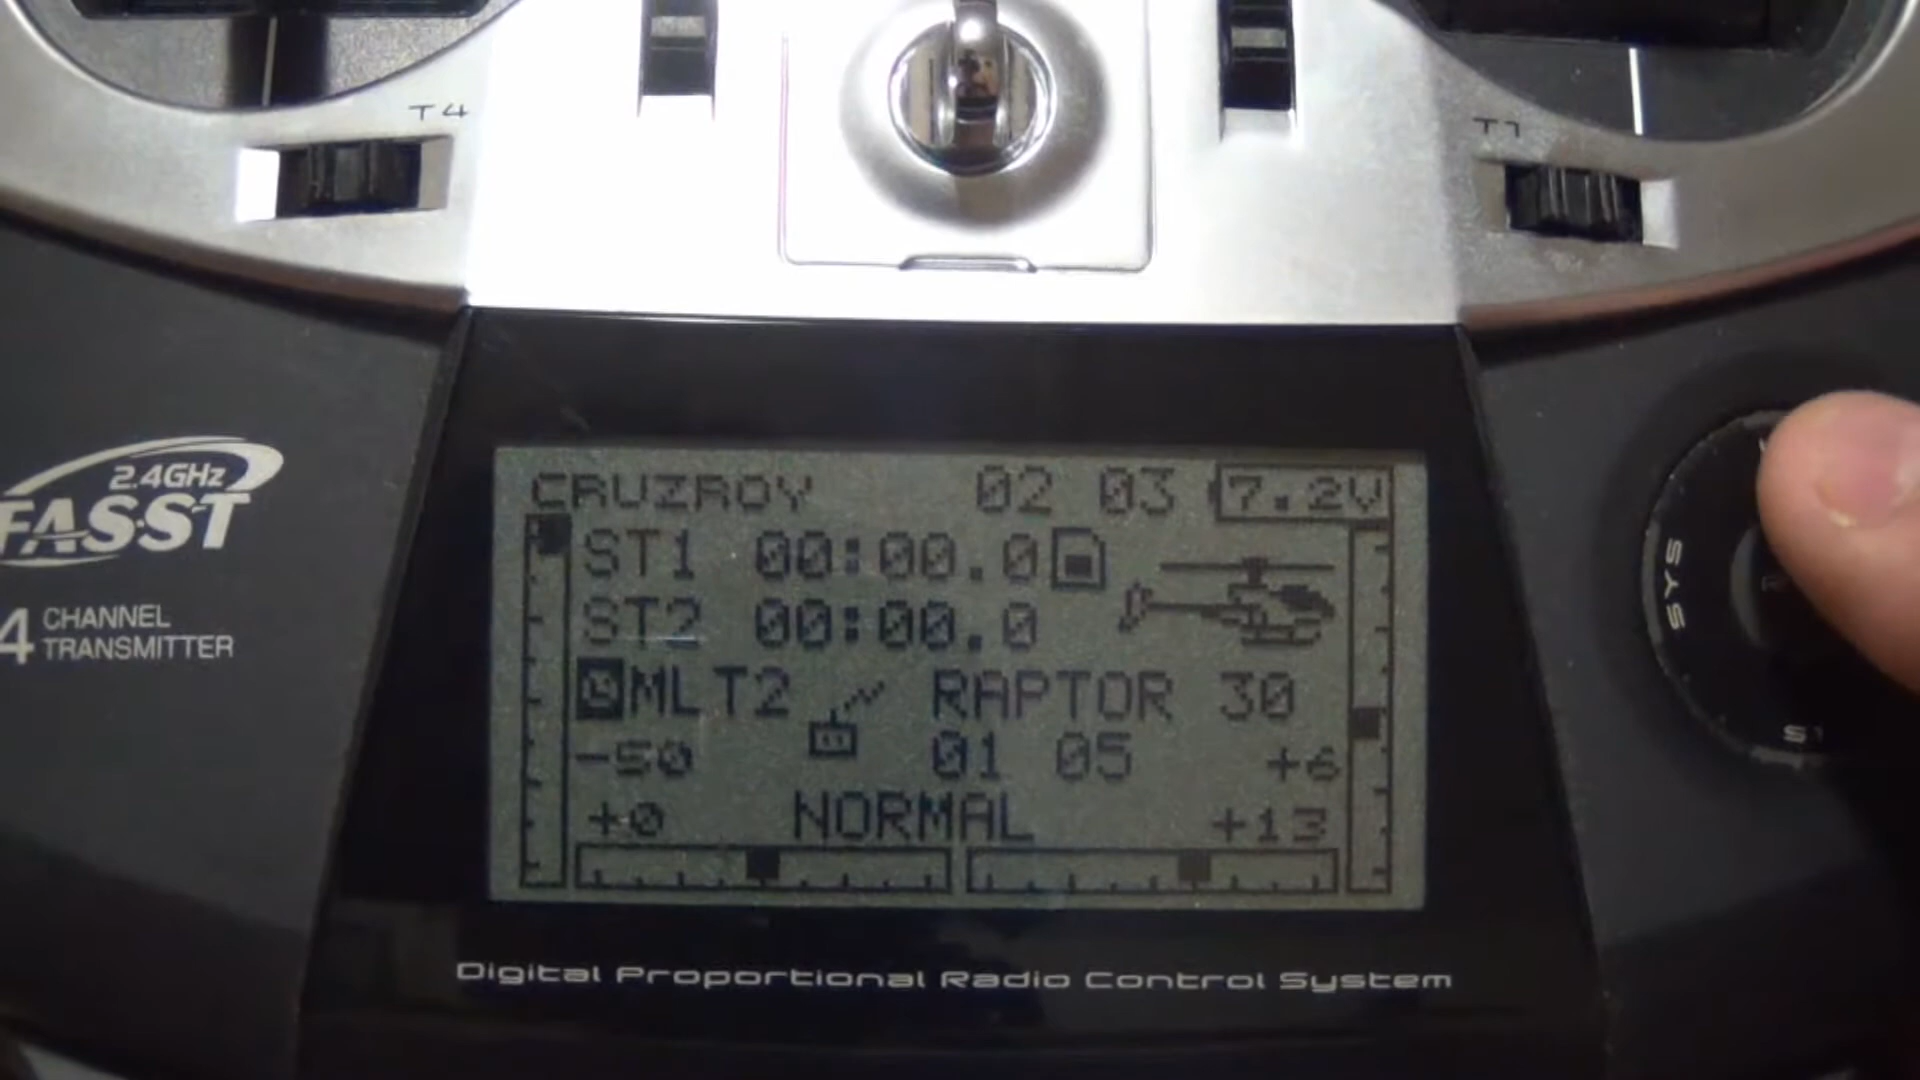 T4
T1
2.4GHz
FASST
4 CHANNEL
TRANSMITTER
CRUZROY 02 03 7.2V
ST1 00:00.0
ST2 00:00.0
MLT2 RAPTOR 30
-50 01 05 +6
+0 NORMAL +13
SYS
S1
Digital Proportional Radio Control System